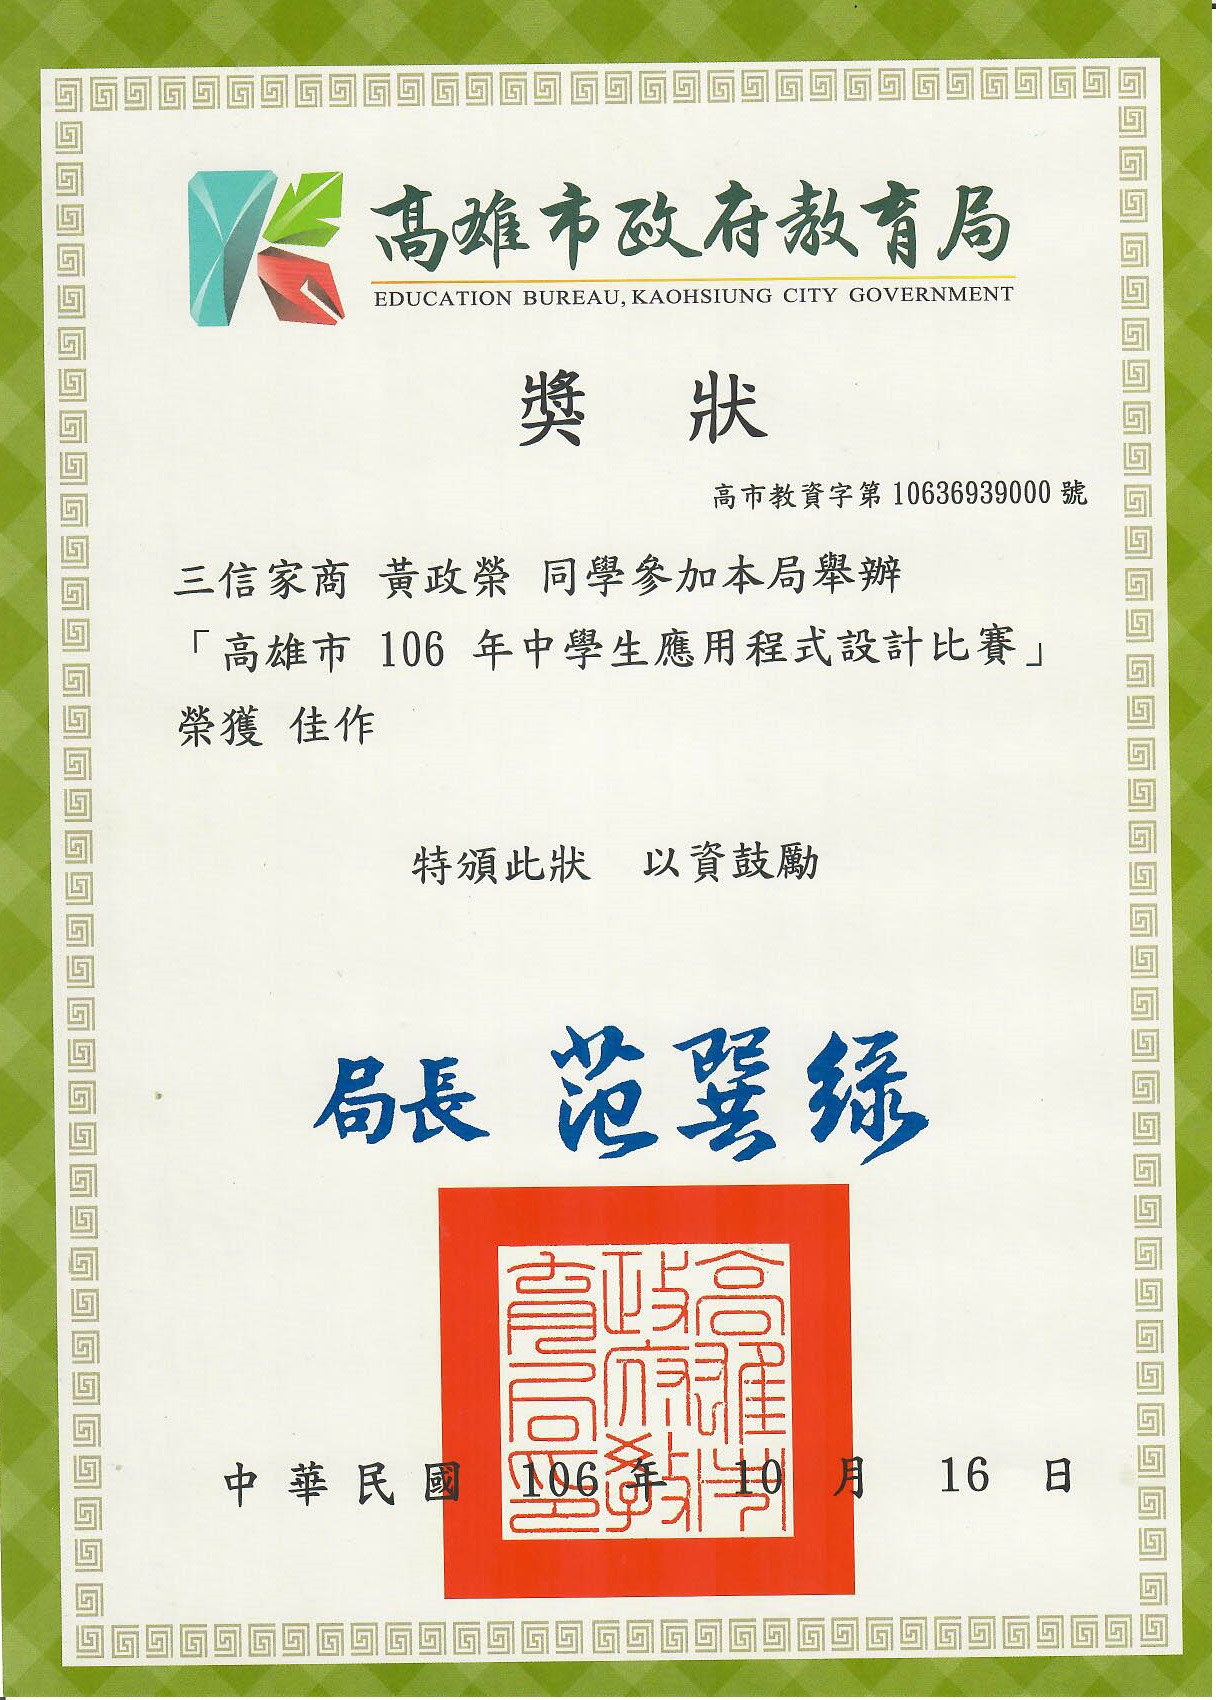 高雄市政府教育局
EDUCATION BUREAU, KAOHSIUNG CITY GOVERNMENT
獎 狀
高市教資字第 10636939000 號
三信家商 黃政榮 同學參加本局舉辦
「高雄市 106 年中學生應用程式設計比賽」
榮獲 佳作
特頒此狀 以資鼓勵
局長 范巽綠
高雄市政府教育局印
中華民國 106 年 10 月 16 日